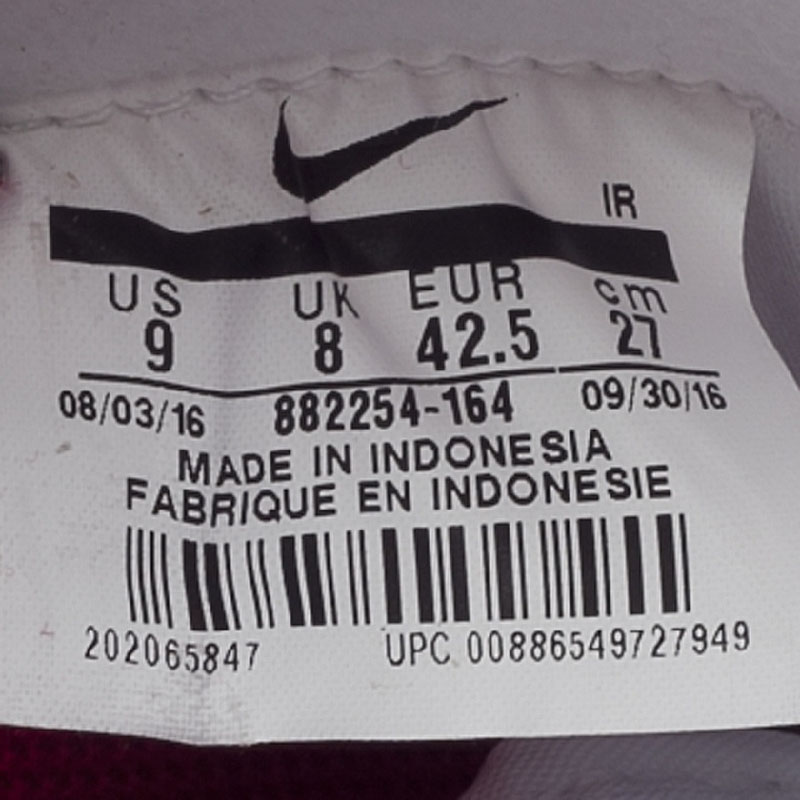 IR
US UK EUR cm
9 8 42.5 27
08/03/16 882254-164 09/30/16
MADE IN INDONESIA
FABRIQUE EN INDONESIE
202065847 UPC 00886549727949